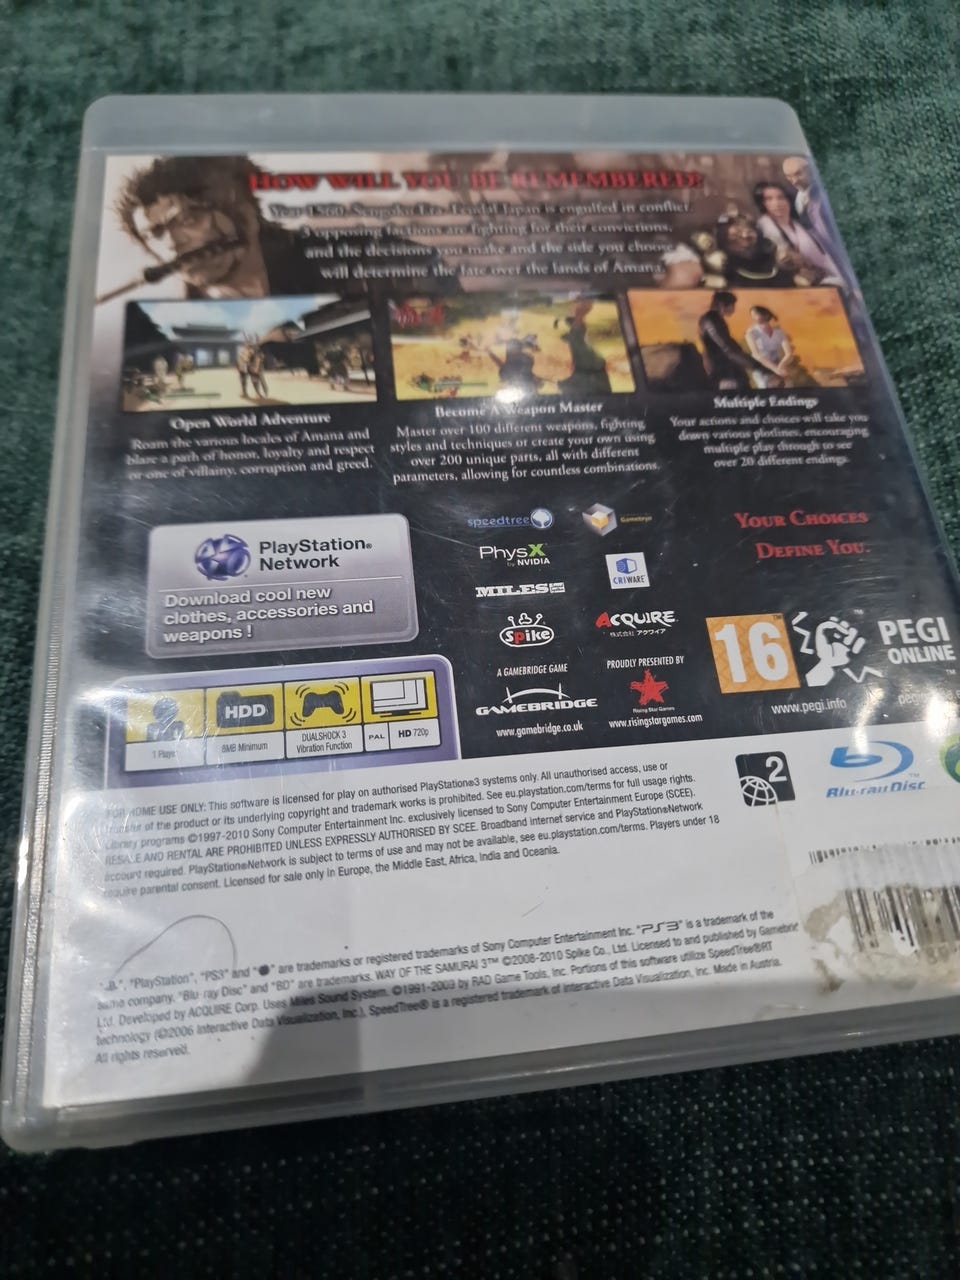 HOW WILL YOU BE REMEMBERED?
Year 1560, Sengoku Era. Feudal Japan is engulfed in conflict.
3 opposing factions are fighting for their convictions,
and the decisions you make and the side you choose
will determine the fate over the lands of Amana.
Open World Adventure
Roam the various locales of Amana and
blaze a path of honor, loyalty and respect
or one of villainy, corruption and greed.
Become A Weapon Master
Master over 100 different weapons, fighting
styles and techniques or create your own using
over 200 unique parts, all with different
parameters, allowing for countless combinations.
Multiple Endings
Your actions and choices will take you
down various plotlines, encouraging
multiple play through to see
over 20 different endings.
PlayStation®
Network
Download cool new
clothes, accessories and
weapons !
speedtree
Gamebryo
PhysX
by NVIDIA
CRIWARE
MILES
Spike
ACQUIRE
株式会社 アクワイア
YOUR CHOICES
DEFINE YOU.
A GAMEBRIDGE GAME
GAMEBRIDGE
www.gamebridge.co.uk
PROUDLY PRESENTED BY
Rising Star Games
www.risingstargames.com
16
www.pegi.info
PEGI
ONLINE
1 Player
HDD
8MB Minimum
DUALSHOCK 3
Vibration Function
PAL
HD 720p
2
Blu-ray Disc
FOR HOME USE ONLY: This software is licensed for play on authorised PlayStation®3 systems only. All unauthorised access, use or
transfer of the product or its underlying copyright and trademark works is prohibited. See eu.playstation.com/terms for full usage rights.
Library programs ©1997-2010 Sony Computer Entertainment Inc. exclusively licensed to Sony Computer Entertainment Europe (SCEE).
RESALE AND RENTAL ARE PROHIBITED UNLESS EXPRESSLY AUTHORISED BY SCEE. Broadband internet service and PlayStation®Network
account required. PlayStation®Network is subject to terms of use and may not be available, see eu.playstation.com/terms. Players under 18
require parental consent. Licensed for sale only in Europe, the Middle East, Africa, India and Oceania.
"PlayStation", "PS3" and " " are trademarks or registered trademarks of Sony Computer Entertainment Inc. "PS3" is a trademark of the
same company. "Blu-ray Disc" and "BD" are trademarks. WAY OF THE SAMURAI 3™ ©2008-2010 Spike Co., Ltd. Licensed to and published by Gamebridge
Ltd. Developed by ACQUIRE Corp. Uses Miles Sound System. ©1991-2009 by RAD Game Tools, Inc. Portions of this software utilize SpeedTree®RT
technology (©2006 Interactive Data Visualization, Inc.). SpeedTree® is a registered trademark of Interactive Data Visualization, Inc. Made in Austria.
All rights reserved.